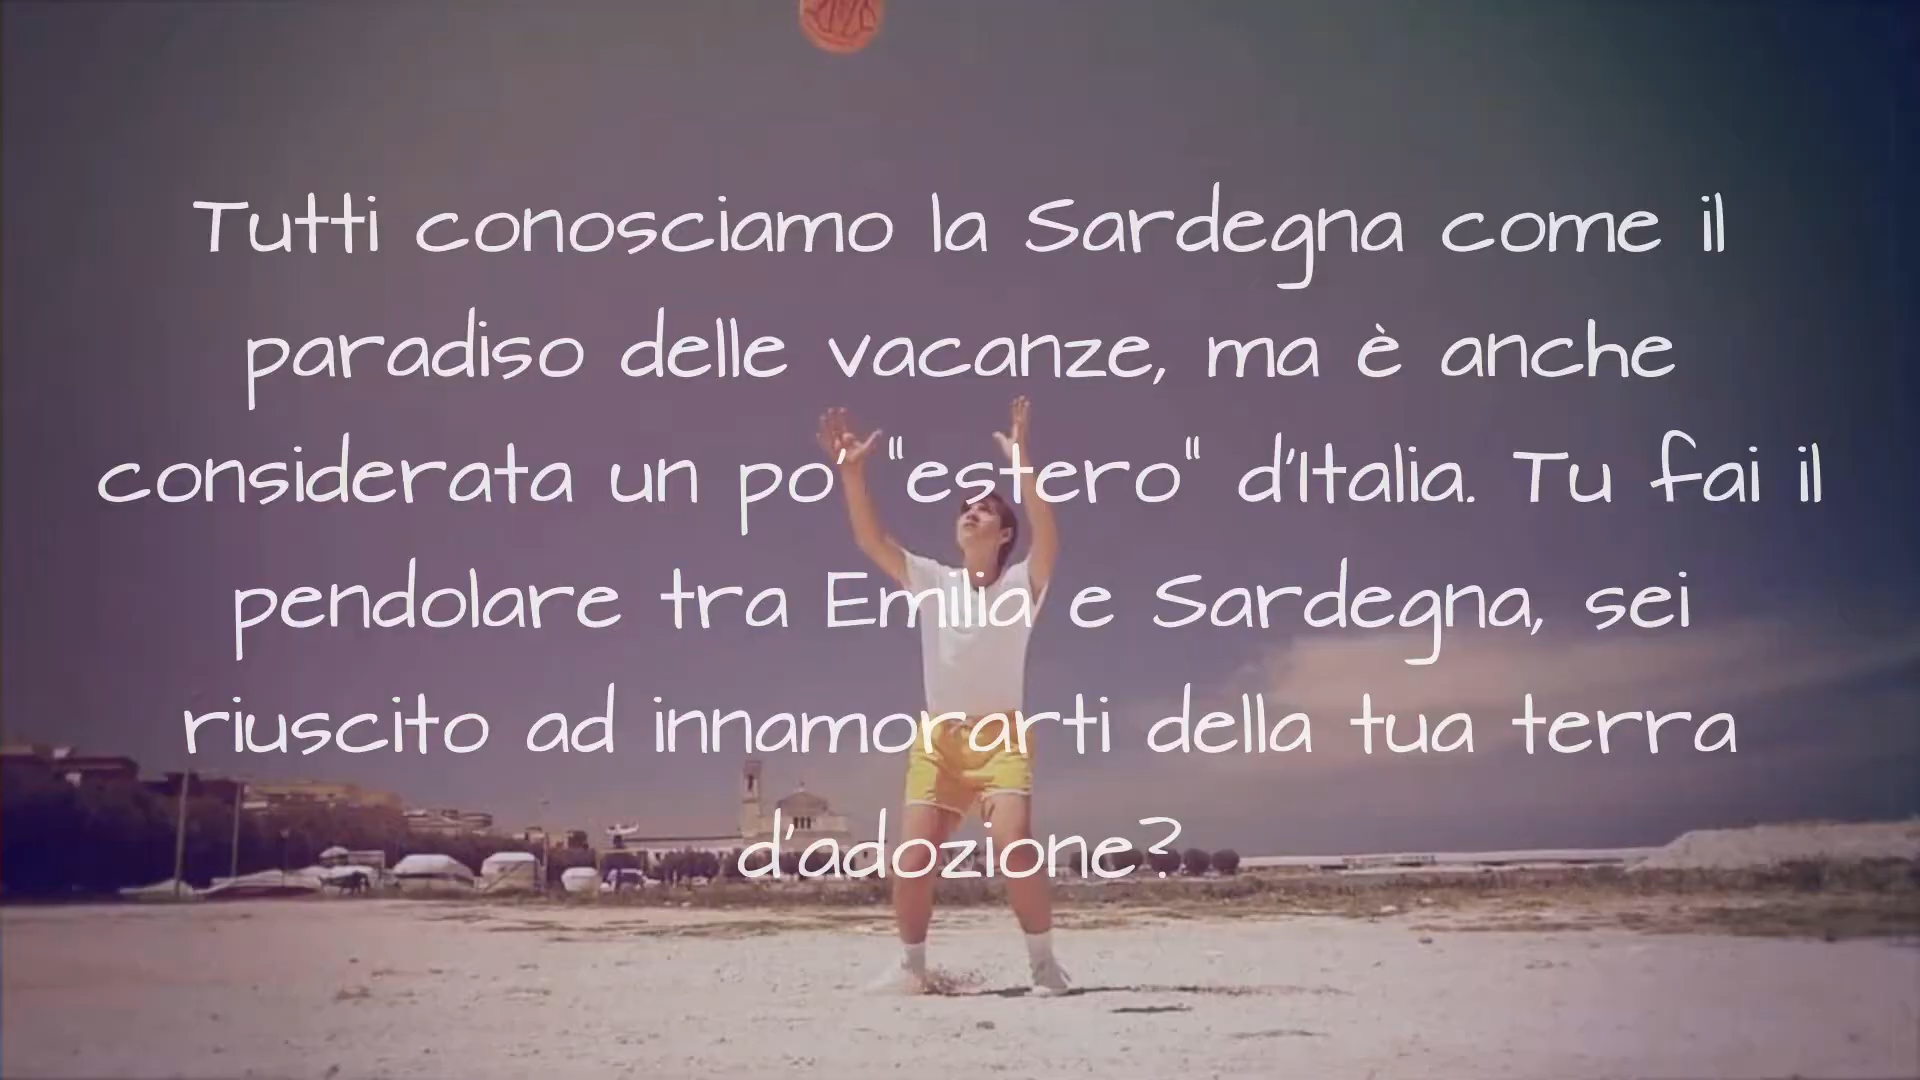 Tutti conosciamo la Sardegna come il
paradiso delle vacanze, ma è anche
considerata un po' "estero" d'Italia. Tu fai il
pendolare tra Emilia e Sardegna, sei
riuscito ad innamorarti della tua terra
d'adozione?